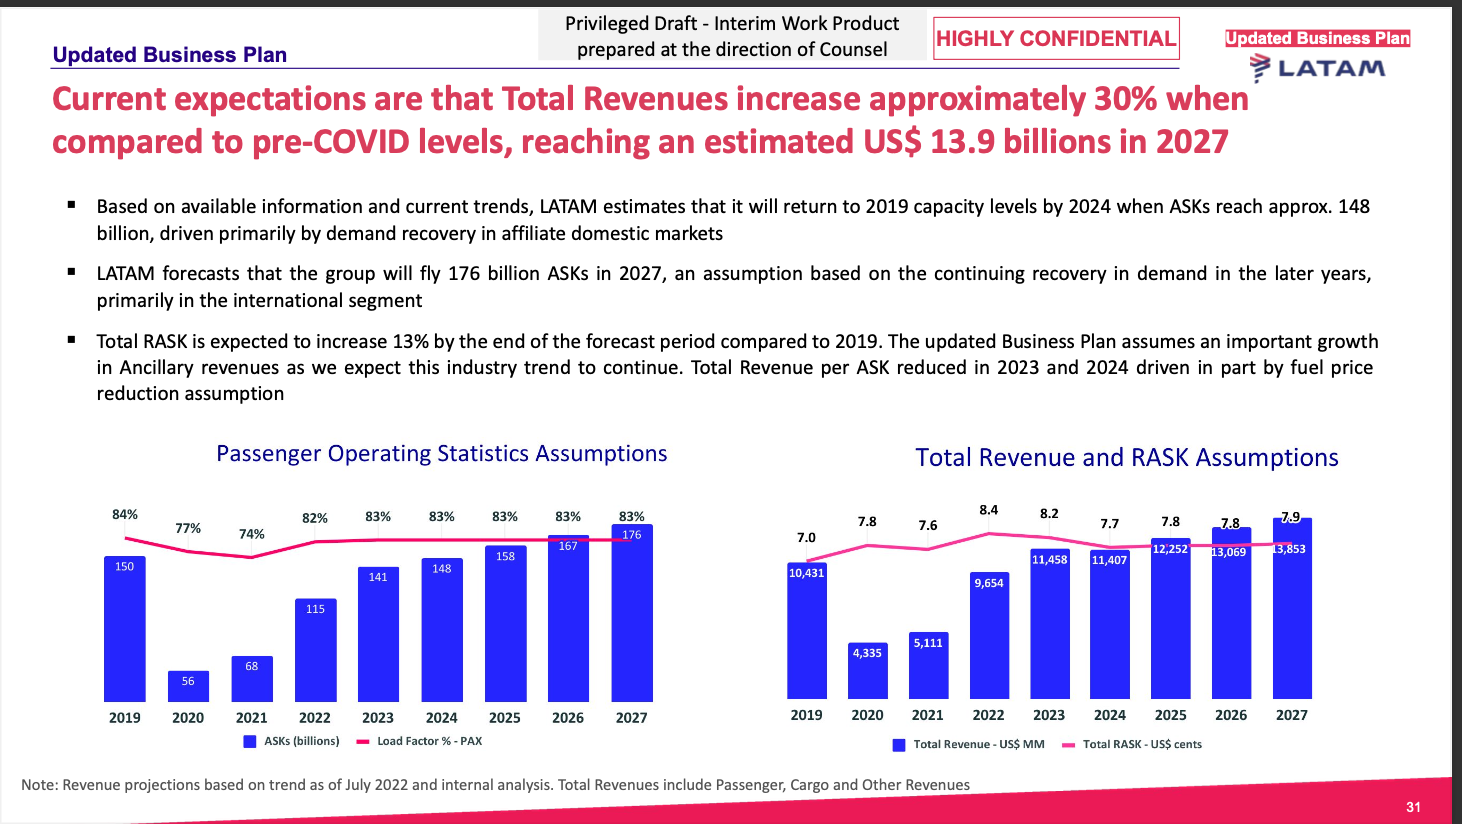 Privileged Draft - Interim Work Product
prepared at the direction of Counsel
HIGHLY CONFIDENTIAL
Updated Business Plan
LATAM
Updated Business Plan
Current expectations are that Total Revenues increase approximately 30% when
compared to pre-COVID levels, reaching an estimated US$ 13.9 billions in 2027
▪ Based on available information and current trends, LATAM estimates that it will return to 2019 capacity levels by 2024 when ASKs reach approx. 148
billion, driven primarily by demand recovery in affiliate domestic markets
▪ LATAM forecasts that the group will fly 176 billion ASKs in 2027, an assumption based on the continuing recovery in demand in the later years,
primarily in the international segment
▪ Total RASK is expected to increase 13% by the end of the forecast period compared to 2019. The updated Business Plan assumes an important growth
in Ancillary revenues as we expect this industry trend to continue. Total Revenue per ASK reduced in 2023 and 2024 driven in part by fuel price
reduction assumption
Passenger Operating Statistics Assumptions
84% 77% 74% 82% 83% 83% 83% 83% 83%
150 56 68 115 141 148 158 167 176
2019 2020 2021 2022 2023 2024 2025 2026 2027
ASKs (billions) Load Factor % - PAX
Total Revenue and RASK Assumptions
7.0 7.8 7.6 8.4 8.2 7.7 7.8 7.8 7.9
10,431 4,335 5,111 9,654 11,458 11,407 12,252 13,069 13,853
2019 2020 2021 2022 2023 2024 2025 2026 2027
Total Revenue - US$ MM Total RASK - US$ cents
Note: Revenue projections based on trend as of July 2022 and internal analysis. Total Revenues include Passenger, Cargo and Other Revenues
31